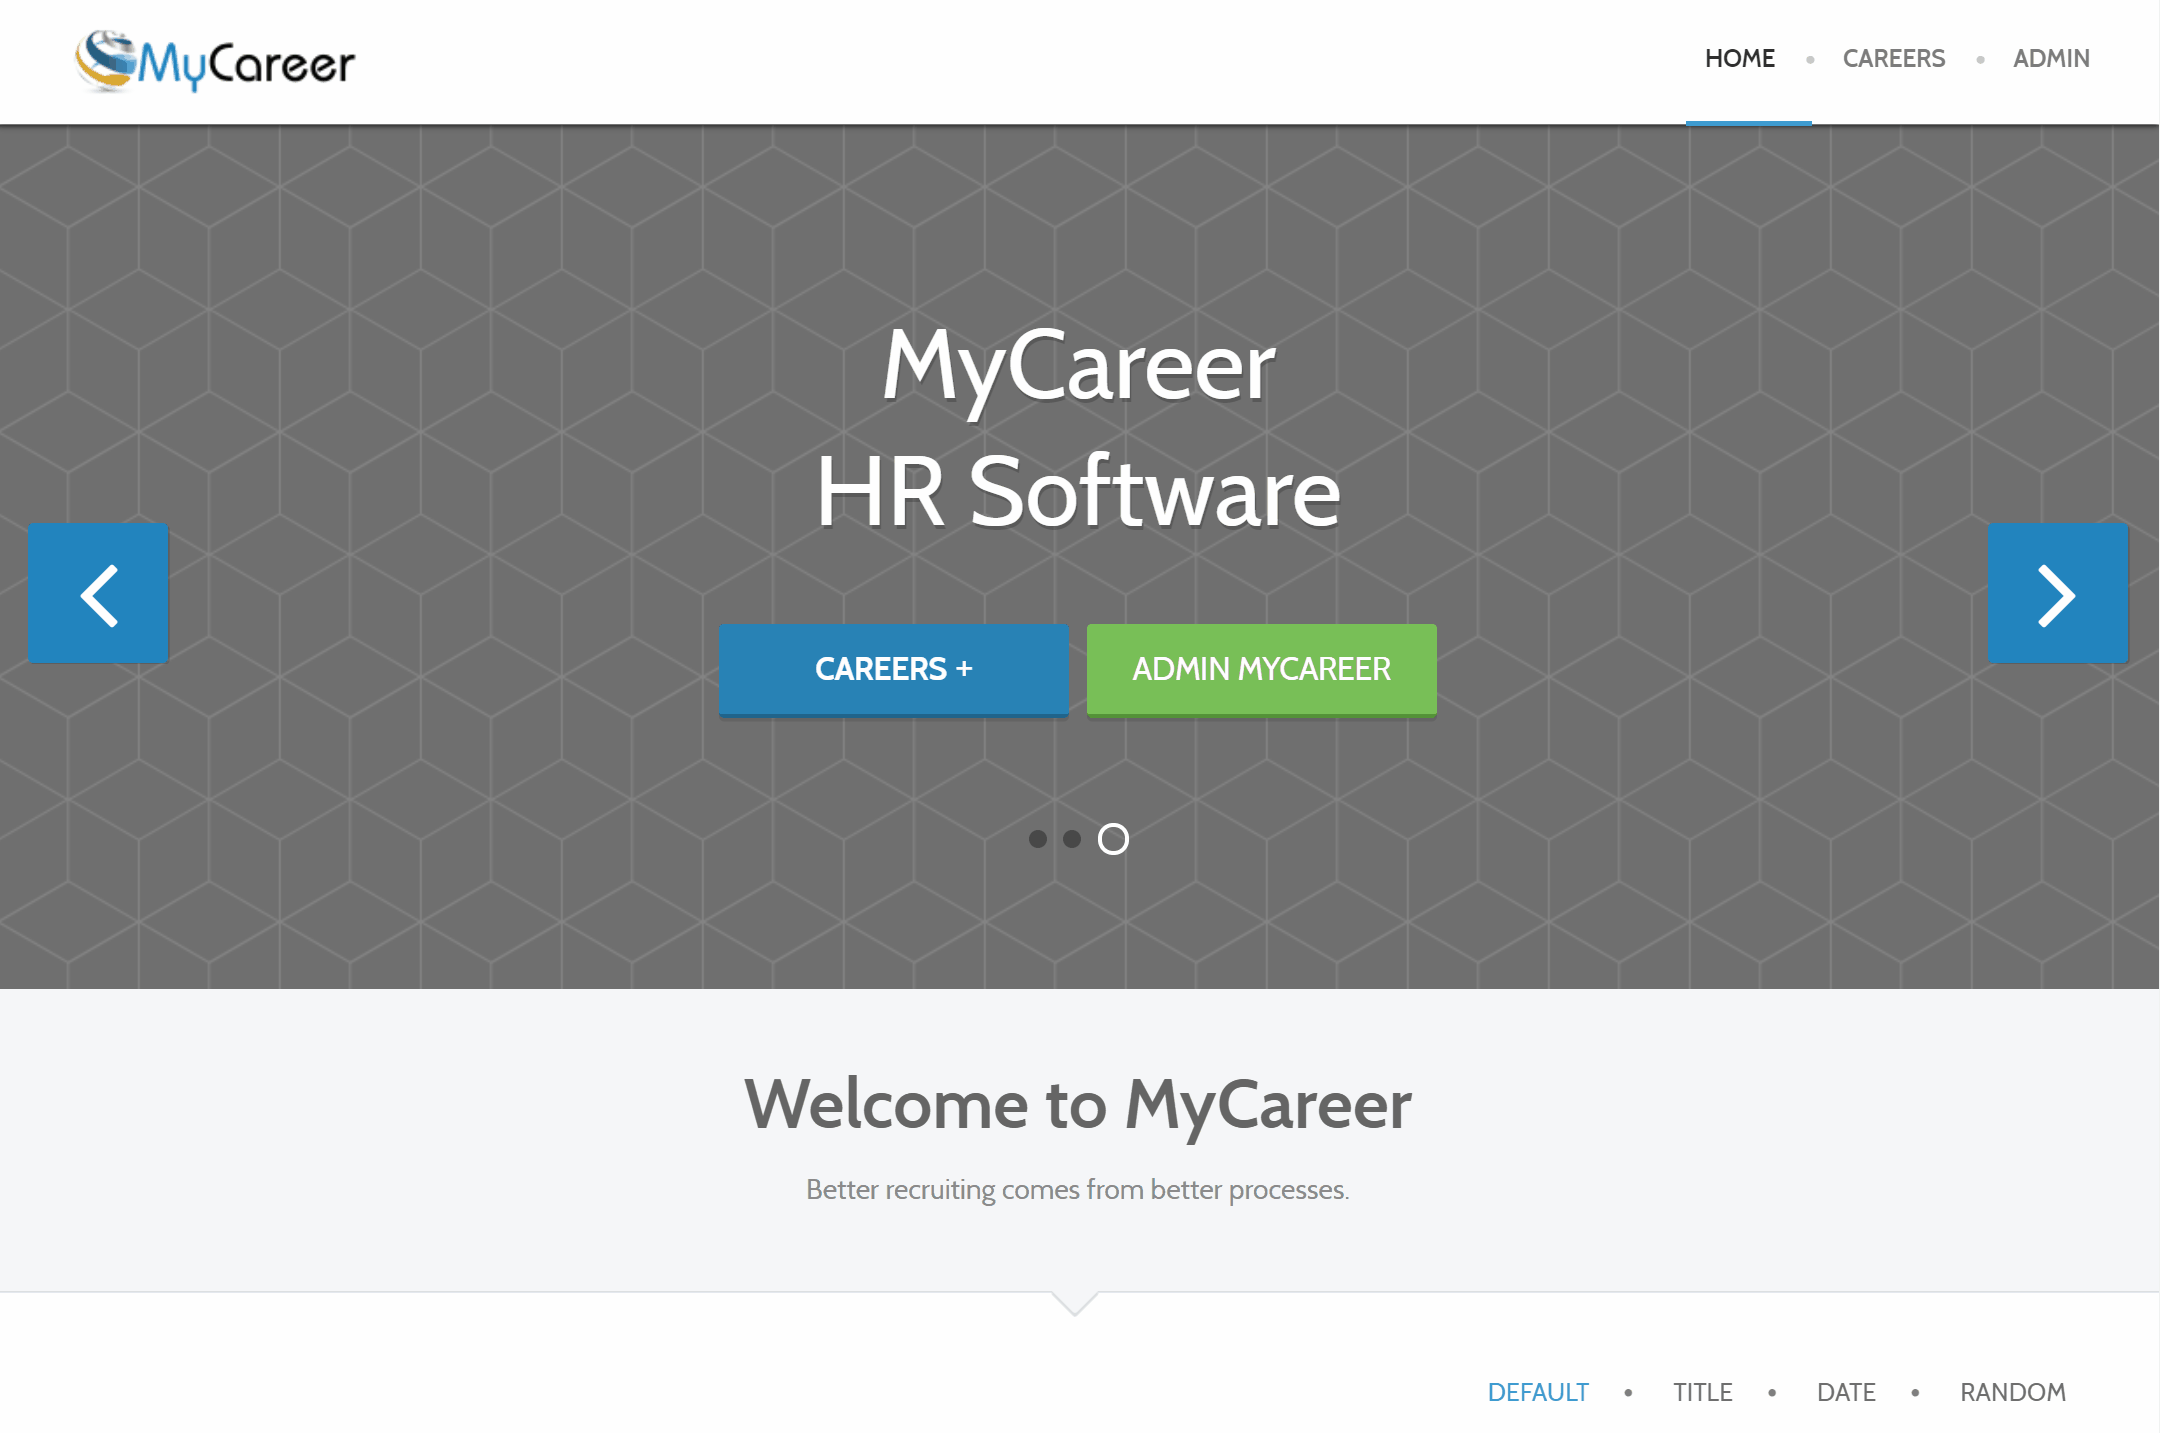 MyCareer
HOME • CAREERS • ADMIN
MyCareer
HR Software
CAREERS +
ADMIN MYCAREER
Welcome to MyCareer
Better recruiting comes from better processes.
DEFAULT • TITLE • DATE • RANDOM